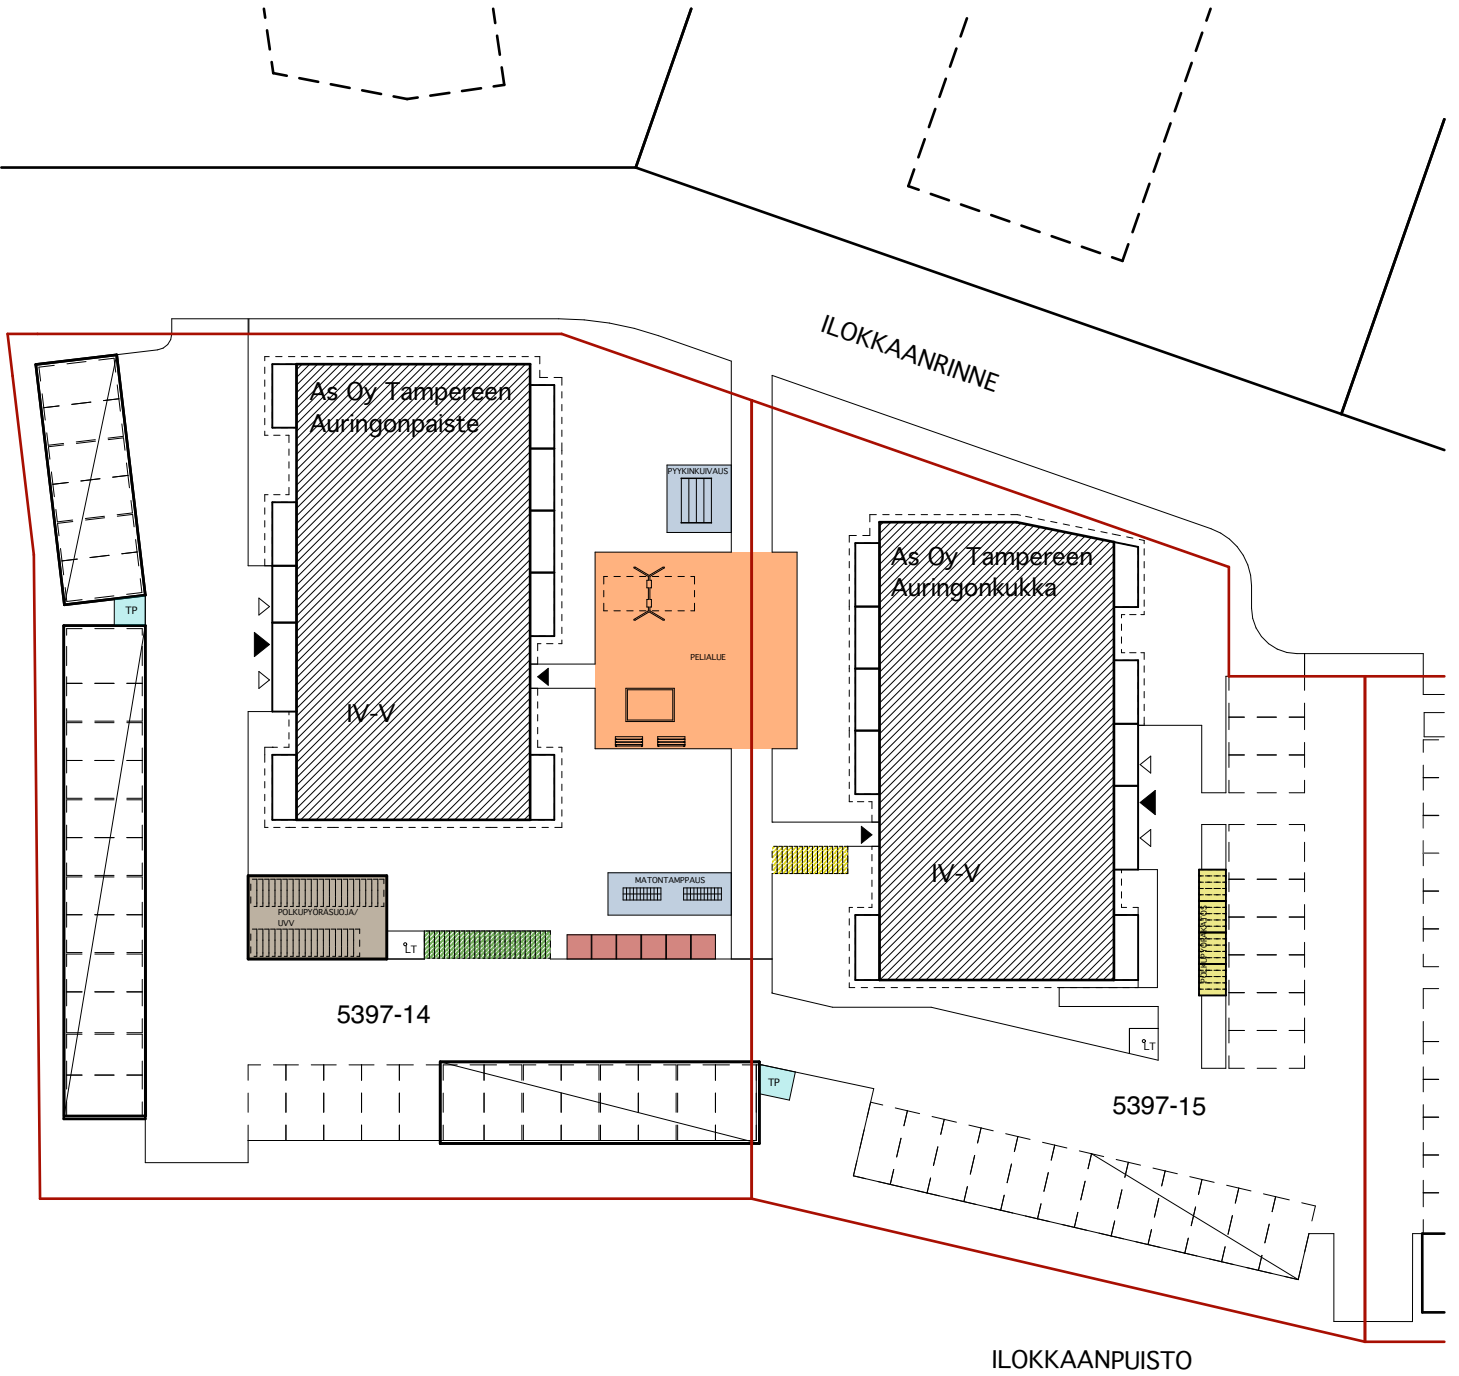 ILOKKAANRINNE
As Oy Tampereen
Auringonpaiste
PYYKINKUIVAUS
As Oy Tampereen
Auringonkukka
TP
PELIALUE
IV-V
IV-V
MATONTAMPPAUS
POLKUPYÖRÄSUOJA/
UVV
LT
5397-14
LT
TP
5397-15
ILOKKAANPUISTO